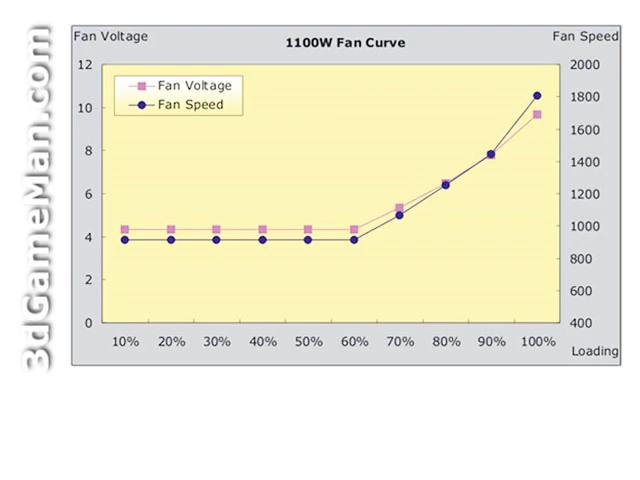 3dGameMan.com
Fan Voltage
1100W Fan Curve
Fan Speed
Fan Voltage
Fan Speed
12
10
8
6
4
2
0
2000
1800
1600
1400
1200
1000
800
600
400
10% 20% 30% 40% 50% 60% 70% 80% 90% 100%
Loading